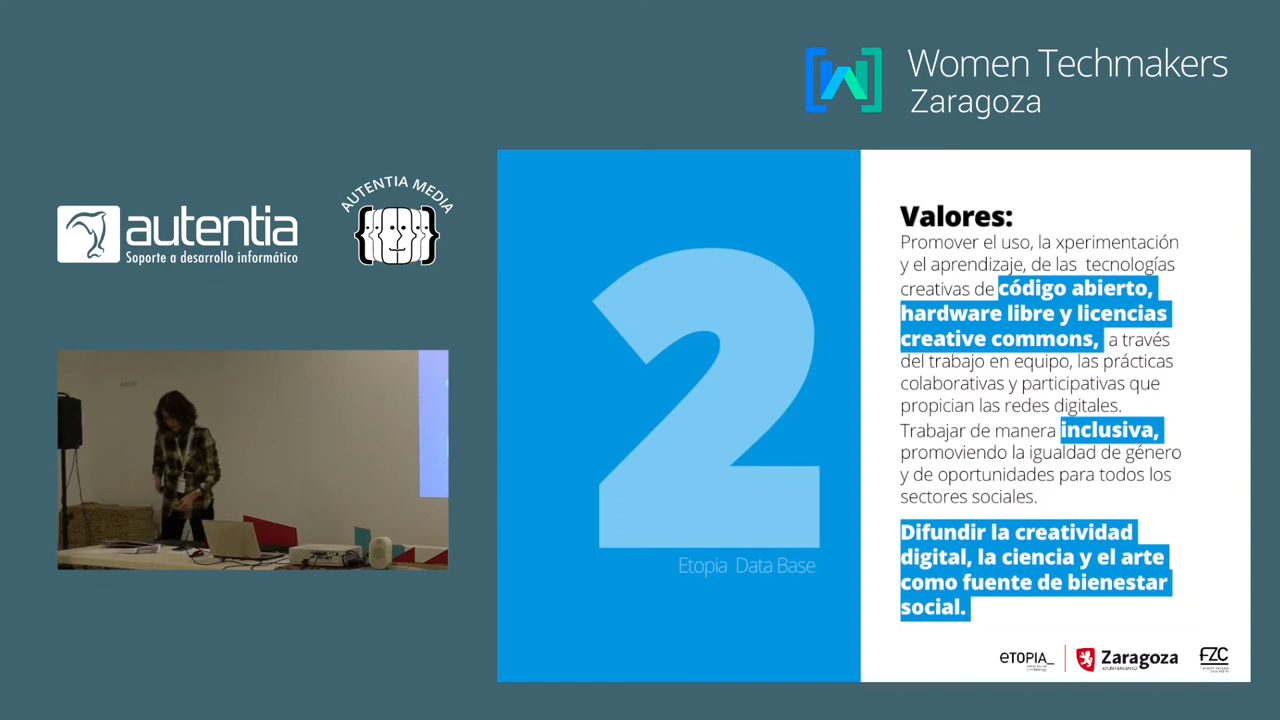 Women Techmakers
Zaragoza
AUTENTIA MEDIA
autentia
Soporte a desarrollo informático
2
Etopia Data Base
Valores:
Promover el uso, la xperimentación
y el aprendizaje, de las tecnologías
creativas de código abierto,
hardware libre y licencias
creative commons, a través
del trabajo en equipo, las prácticas
colaborativas y participativas que
propician las redes digitales.
Trabajar de manera inclusiva,
promoviendo la igualdad de género
y de oportunidades para todos los
sectores sociales.
Difundir la creatividad
digital, la ciencia y el arte
como fuente de bienestar
social.
eTOPIA_
Zaragoza
AYUNTAMIENTO
FZC